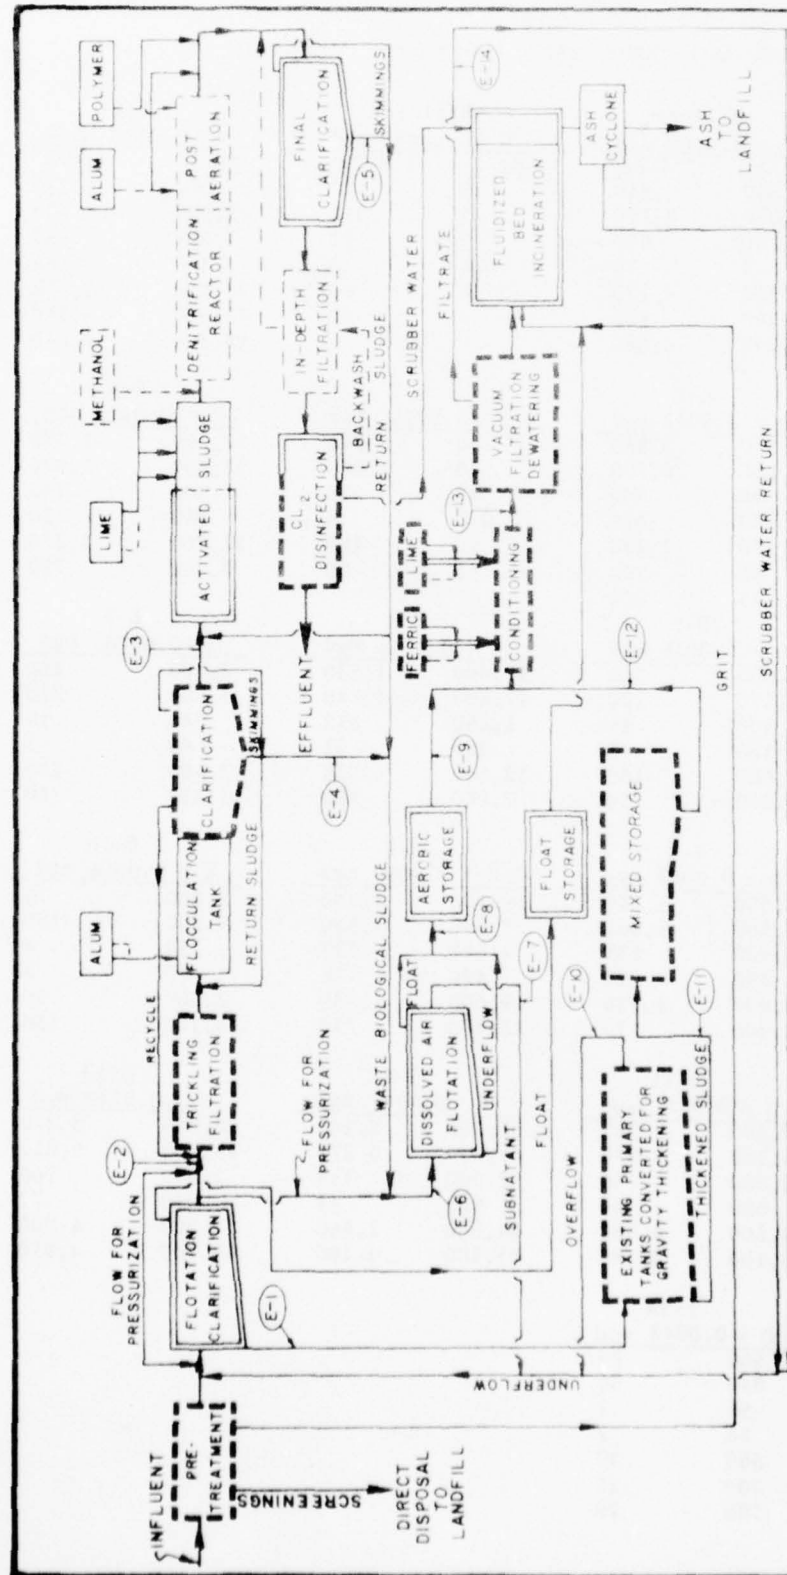 INFLUENT
PRE-
TREATMENT
SCREENINGS
DIRECT
DISPOSAL
TO
LANDFILL
FLOW FOR
PRESSURIZATION
FLOTATION
CLARIFICATION
E-1
E-2
RECYCLE
TRICKLING
FILTRATION
ALUM
FLOCCULATION
TANK
CLARIFICATION
SKIMMINGS
RETURN SLUDGE
E-3
E-4
LIME
ACTIVATED SLUDGE
METHANOL
DENITRIFICATION
REACTOR
ALUM
POLYMER
POST
AERATION
FINAL
CLARIFICATION
SKIMMINGS
E-5
IN-DEPTH
FILTRATION
BACKWASH
CL2-
DISINFECTION
EFFLUENT
RETURN SLUDGE
WASTE BIOLOGICAL SLUDGE
FLOW FOR
PRESSURIZATION
E-6
DISSOLVED AIR
FLOTATION
FLOAT
UNDERFLOW
SUBNATANT
E-7
E-8
AEROBIC
STORAGE
E-9
FLOAT
FLOAT
STORAGE
FERRIC
LIME
CONDITIONING
E-13
VACUUM
FILTRATION
DEWATERING
FILTRATE
SCRUBBER WATER
E-14
FLUIDIZED
BED
INCINERATION
ASH
CYCLONE
ASH
TO
LANDFILL
OVERFLOW
E-10
EXISTING PRIMARY
TANKS CONVERTED FOR
GRAVITY THICKENING
THICKENED SLUDGE
E-11
MIXED STORAGE
E-12
UNDERFLOW
GRIT
SCRUBBER WATER RETURN